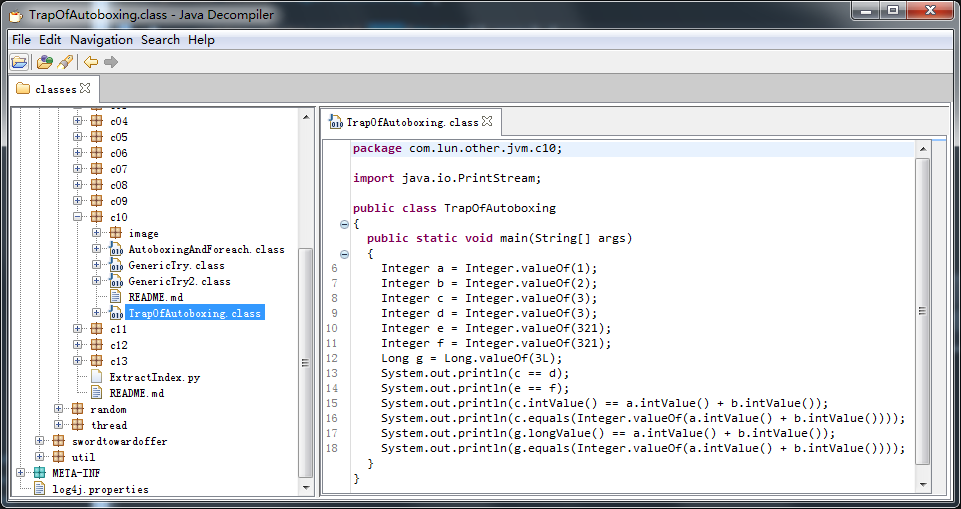 TrapOfAutoboxing.class - Java Decompiler
File Edit Navigation Search Help
classes
c04
c05
c06
c07
c08
c09
c10
image
AutoboxingAndForeach.class
GenericTry.class
GenericTry2.class
README.md
TrapOfAutoboxing.class
c11
c12
c13
ExtractIndex.py
README.md
random
thread
swordtowardoffer
util
META-INF
log4j.properties
TrapOfAutoboxing.class
package com.lun.other.jvm.c10;
import java.io.PrintStream;
public class TrapOfAutoboxing
{
public static void main(String[] args)
{
6 Integer a = Integer.valueOf(1);
7 Integer b = Integer.valueOf(2);
8 Integer c = Integer.valueOf(3);
9 Integer d = Integer.valueOf(3);
10 Integer e = Integer.valueOf(321);
11 Integer f = Integer.valueOf(321);
12 Long g = Long.valueOf(3L);
13 System.out.println(c == d);
14 System.out.println(e == f);
15 System.out.println(c.intValue() == a.intValue() + b.intValue());
16 System.out.println(c.equals(Integer.valueOf(a.intValue() + b.intValue())));
17 System.out.println(g.longValue() == a.intValue() + b.intValue());
18 System.out.println(g.equals(Integer.valueOf(a.intValue() + b.intValue())));
}
}